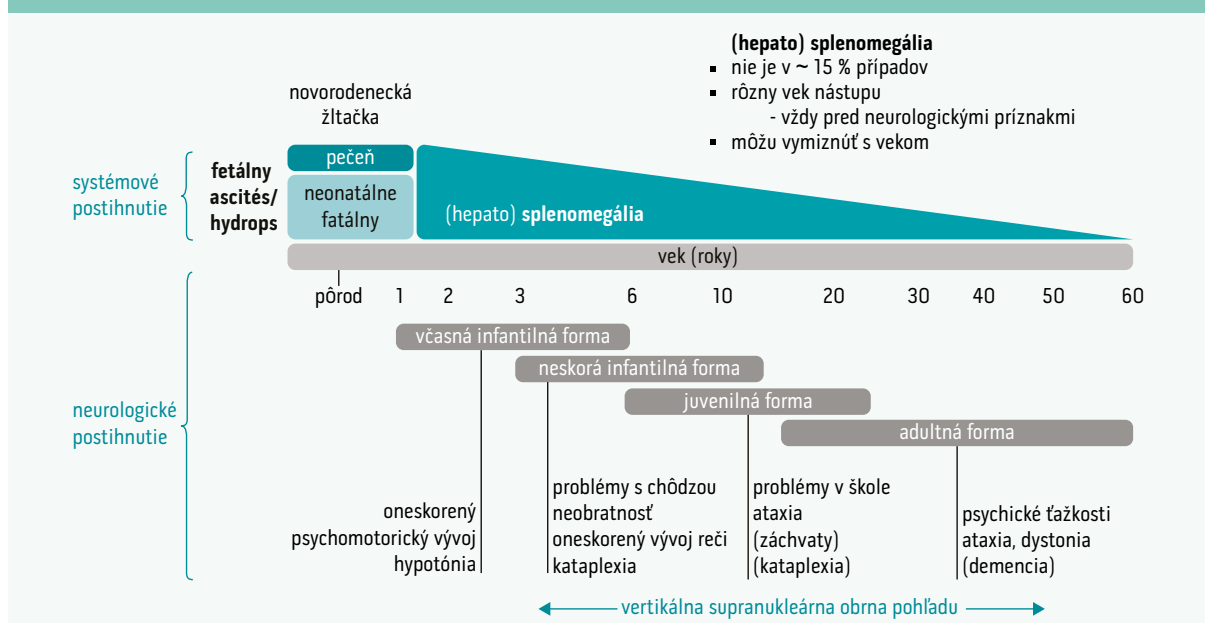 (hepato) splenomegália
▪ nie je v ~ 15 % případov
▪ rôzny vek nástupu
- vždy pred neurologickými príznakmi
▪ môžu vymiznúť s vekom
novorodenecká
žltačka
systémové
postihnutie
fetálny
ascités/
hydrops
pečeň
neonatálne
fatálny
(hepato) splenomegália
vek (roky)
pôrod 1 2 3 6 10 20 30 40 50 60
neurologické
postihnutie
včasná infantilná forma
neskorá infantilná forma
juvenilná forma
adultná forma
oneskorený
psychomotorický vývoj
hypotónia
problémy s chôdzou
neobratnosť
oneskorený vývoj reči
kataplexia
problémy v škole
ataxia
(záchvaty)
(kataplexia)
psychické ťažkosti
ataxia, dystonia
(demencia)
vertikálna supranukleárna obrna pohľadu